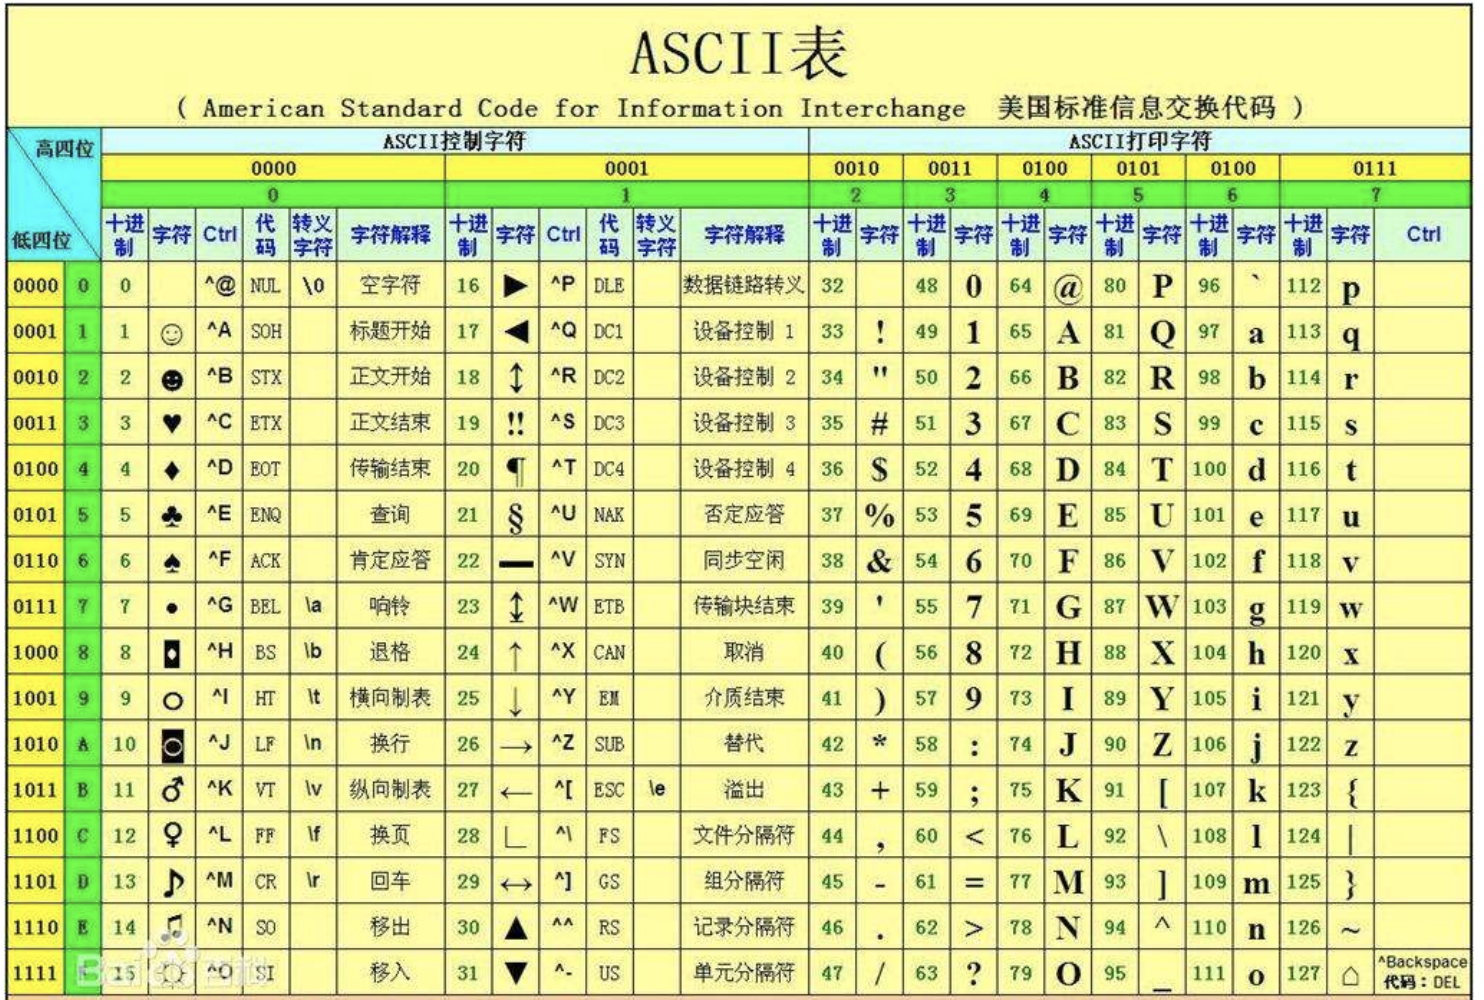 ASCII表
( American Standard Code for Information Interchange 美国标准信息交换代码 )
高四位 ASCII控制字符 ASCII打印字符
0000 0001 0010 0011 0100 0101 0100 0111
0 1 2 3 4 5 6 7
低四位 十进制 字符 Ctrl 代码 转义字符 字符解释 十进制 字符 Ctrl 代码 转义字符 字符解释 十进制 字符 十进制 字符 十进制 字符 十进制 字符 十进制 字符 十进制 字符 Ctrl
0000 0 0 ^@ NUL \0 空字符 16 ► ^P DLE 数据链路转义 32 48 0 64 @ 80 P 96 ` 112 p
0001 1 1 ☺ ^A SOH 标题开始 17 ◄ ^Q DC1 设备控制 1 33 ! 49 1 65 A 81 Q 97 a 113 q
0010 2 2 ☻ ^B STX 正文开始 18 ↕ ^R DC2 设备控制 2 34 " 50 2 66 B 82 R 98 b 114 r
0011 3 3 ♥ ^C ETX 正文结束 19 ‼ ^S DC3 设备控制 3 35 # 51 3 67 C 83 S 99 c 115 s
0100 4 4 ♦ ^D EOT 传输结束 20 ¶ ^T DC4 设备控制 4 36 $ 52 4 68 D 84 T 100 d 116 t
0101 5 5 ♣ ^E ENQ 查询 21 § ^U NAK 否定应答 37 % 53 5 69 E 85 U 101 e 117 u
0110 6 6 ♠ ^F ACK 肯定应答 22 ▬ ^V SYN 同步空闲 38 & 54 6 70 F 86 V 102 f 118 v
0111 7 7 • ^G BEL \a 响铃 23 ↨ ^W ETB 传输块结束 39 ' 55 7 71 G 87 W 103 g 119 w
1000 8 8 ◘ ^H BS \b 退格 24 ↑ ^X CAN 取消 40 ( 56 8 72 H 88 X 104 h 120 x
1001 9 9 ○ ^I HT \t 横向制表 25 ↓ ^Y EM 介质结束 41 ) 57 9 73 I 89 Y 105 i 121 y
1010 A 10 ◙ ^J LF \n 换行 26 → ^Z SUB 替代 42 * 58 : 74 J 90 Z 106 j 122 z
1011 B 11 ♂ ^K VT \v 纵向制表 27 ← ^[ ESC \e 溢出 43 + 59 ; 75 K 91 [ 107 k 123 {
1100 C 12 ♀ ^L FF \f 换页 28 ∟ ^\ FS 文件分隔符 44 , 60 < 76 L 92 \ 108 l 124 |
1101 D 13 ♪ ^M CR \r 回车 29 ↔ ^] GS 组分隔符 45 - 61 = 77 M 93 ] 109 m 125 }
1110 E 14 ♫ ^N SO 移出 30 ▲ ^^ RS 记录分隔符 46 . 62 > 78 N 94 ^ 110 n 126 ~
1111 F 15 ☼ ^O SI 移入 31 ▼ ^- US 单元分隔符 47 / 63 ? 79 O 95 _ 111 o 127 ⌂ ^Backspace 代码：DEL
Baidu百科